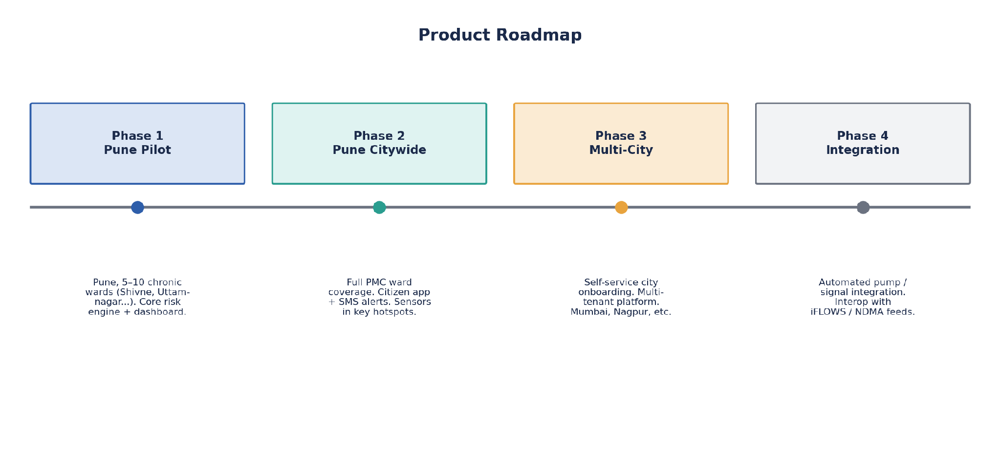 Product Roadmap
Phase 1
Pune Pilot
Phase 2
Pune Citywide
Phase 3
Multi-City
Phase 4
Integration
Pune, 5–10 chronic
wards (Shivne, Uttam-
nagar...). Core risk
engine + dashboard.
Full PMC ward
coverage. Citizen app
+ SMS alerts. Sensors
in key hotspots.
Self-service city
onboarding. Multi-
tenant platform.
Mumbai, Nagpur, etc.
Automated pump /
signal integration.
Interop with
iFLOWS / NDMA feeds.